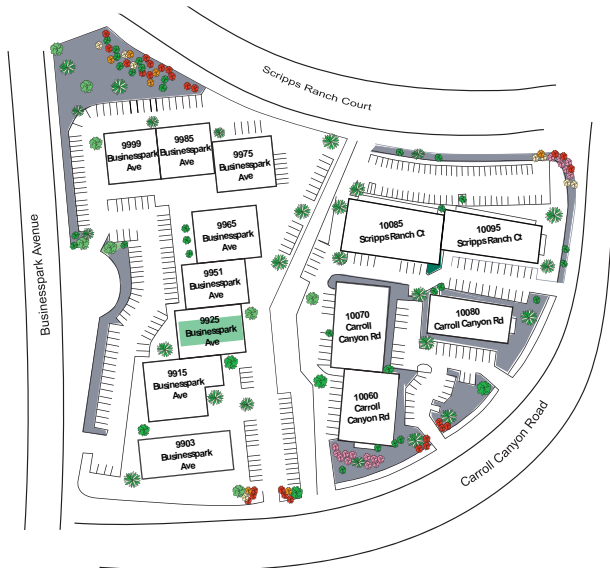 Scripps Ranch Court
9999
Businesspark
Ave
9985
Businesspark
Ave
9975
Businesspark
Ave
9965
Businesspark
Ave
9951
Businesspark
Ave
9925
Businesspark
Ave
9915
Businesspark
Ave
9903
Businesspark
Ave
Businesspark Avenue
10085
Scripps Ranch Ct
10095
Scripps Ranch Ct
10070
Carroll
Canyon Rd
10080
Carroll Canyon Rd
10060
Carroll
Canyon Rd
Carroll Canyon Road